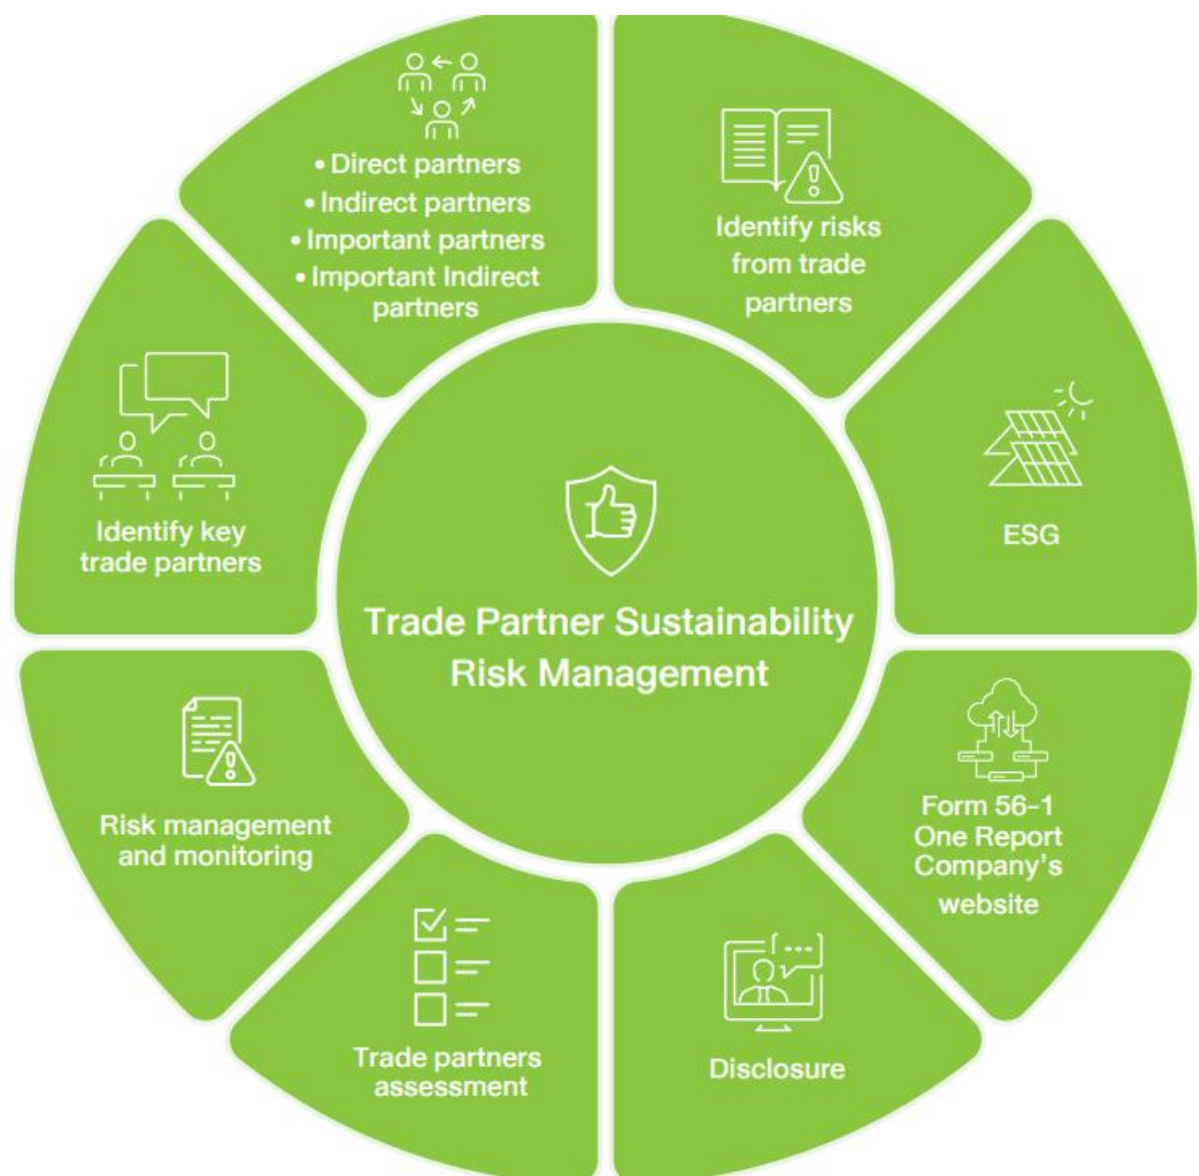 • Direct partners
• Indirect partners
• Important partners
• Important Indirect
partners
Identify risks
from trade
partners
Identify key
trade partners
ESG
Trade Partner Sustainability
Risk Management
Risk management
and monitoring
Form 56-1
One Report
Company's
website
Trade partners
assessment
Disclosure